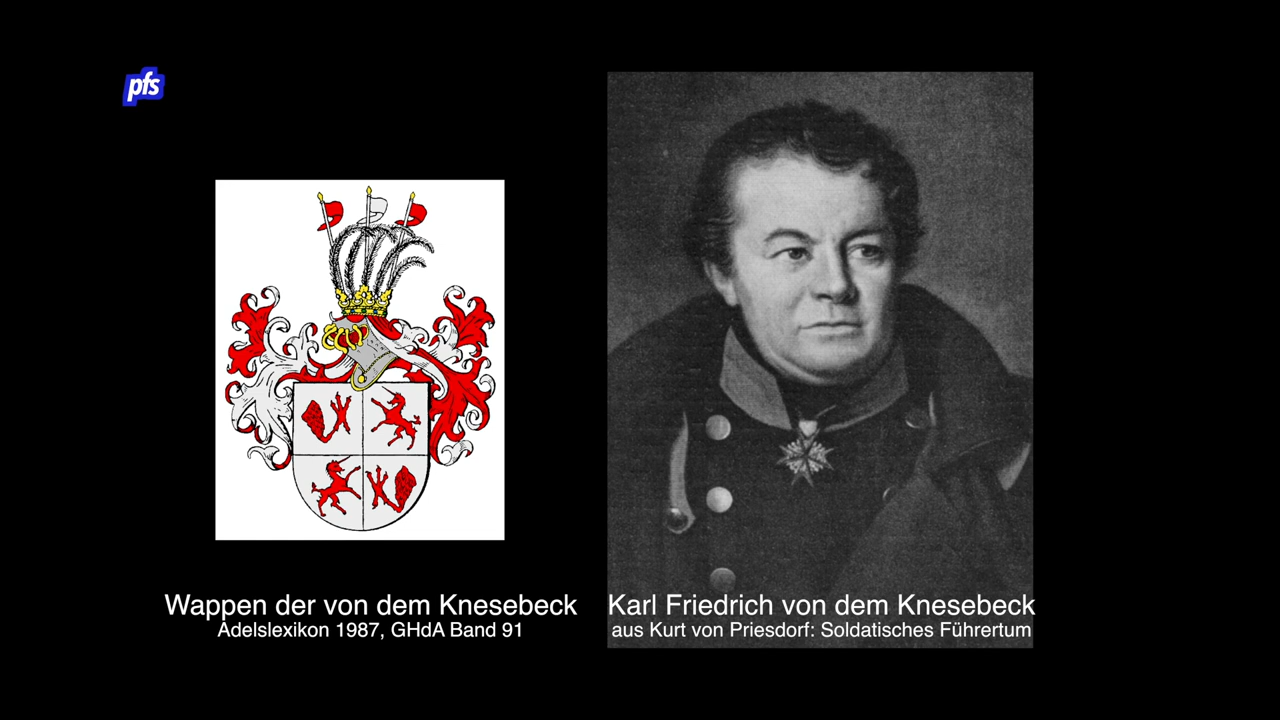 pfs
Wappen der von dem Knesebeck
Adelslexikon 1987, GHdA Band 91
Karl Friedrich von dem Knesebeck
aus Kurt von Priesdorf: Soldatisches Führertum